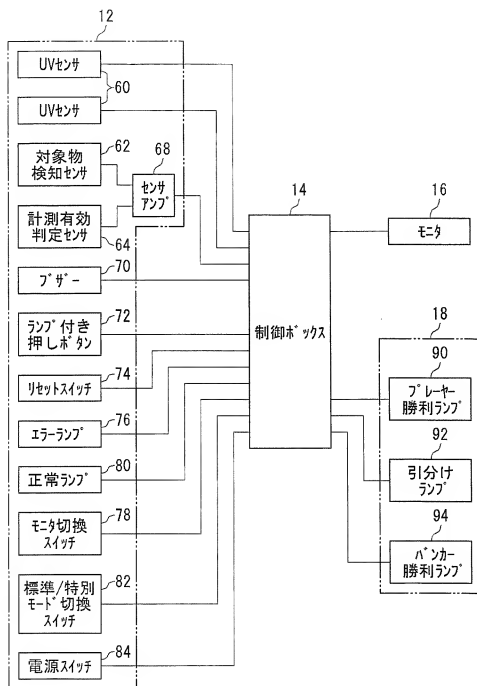 12
UVセンサ
60
UVセンサ
62
対象物
検知センサ
68
センサ
アンプ
計測有効
判定センサ
64
70
ブザー
72
ランプ付き
押しボタン
74
リセットスイッチ
76
エラーランプ
80
正常ランプ
78
モニタ切換
スイッチ
82
標準/特別
モード切換
スイッチ
84
電源スイッチ
14
制御ボックス
16
モニタ
18
90
プレーヤー
勝利ランプ
92
引分け
ランプ
94
バンカー
勝利ランプ